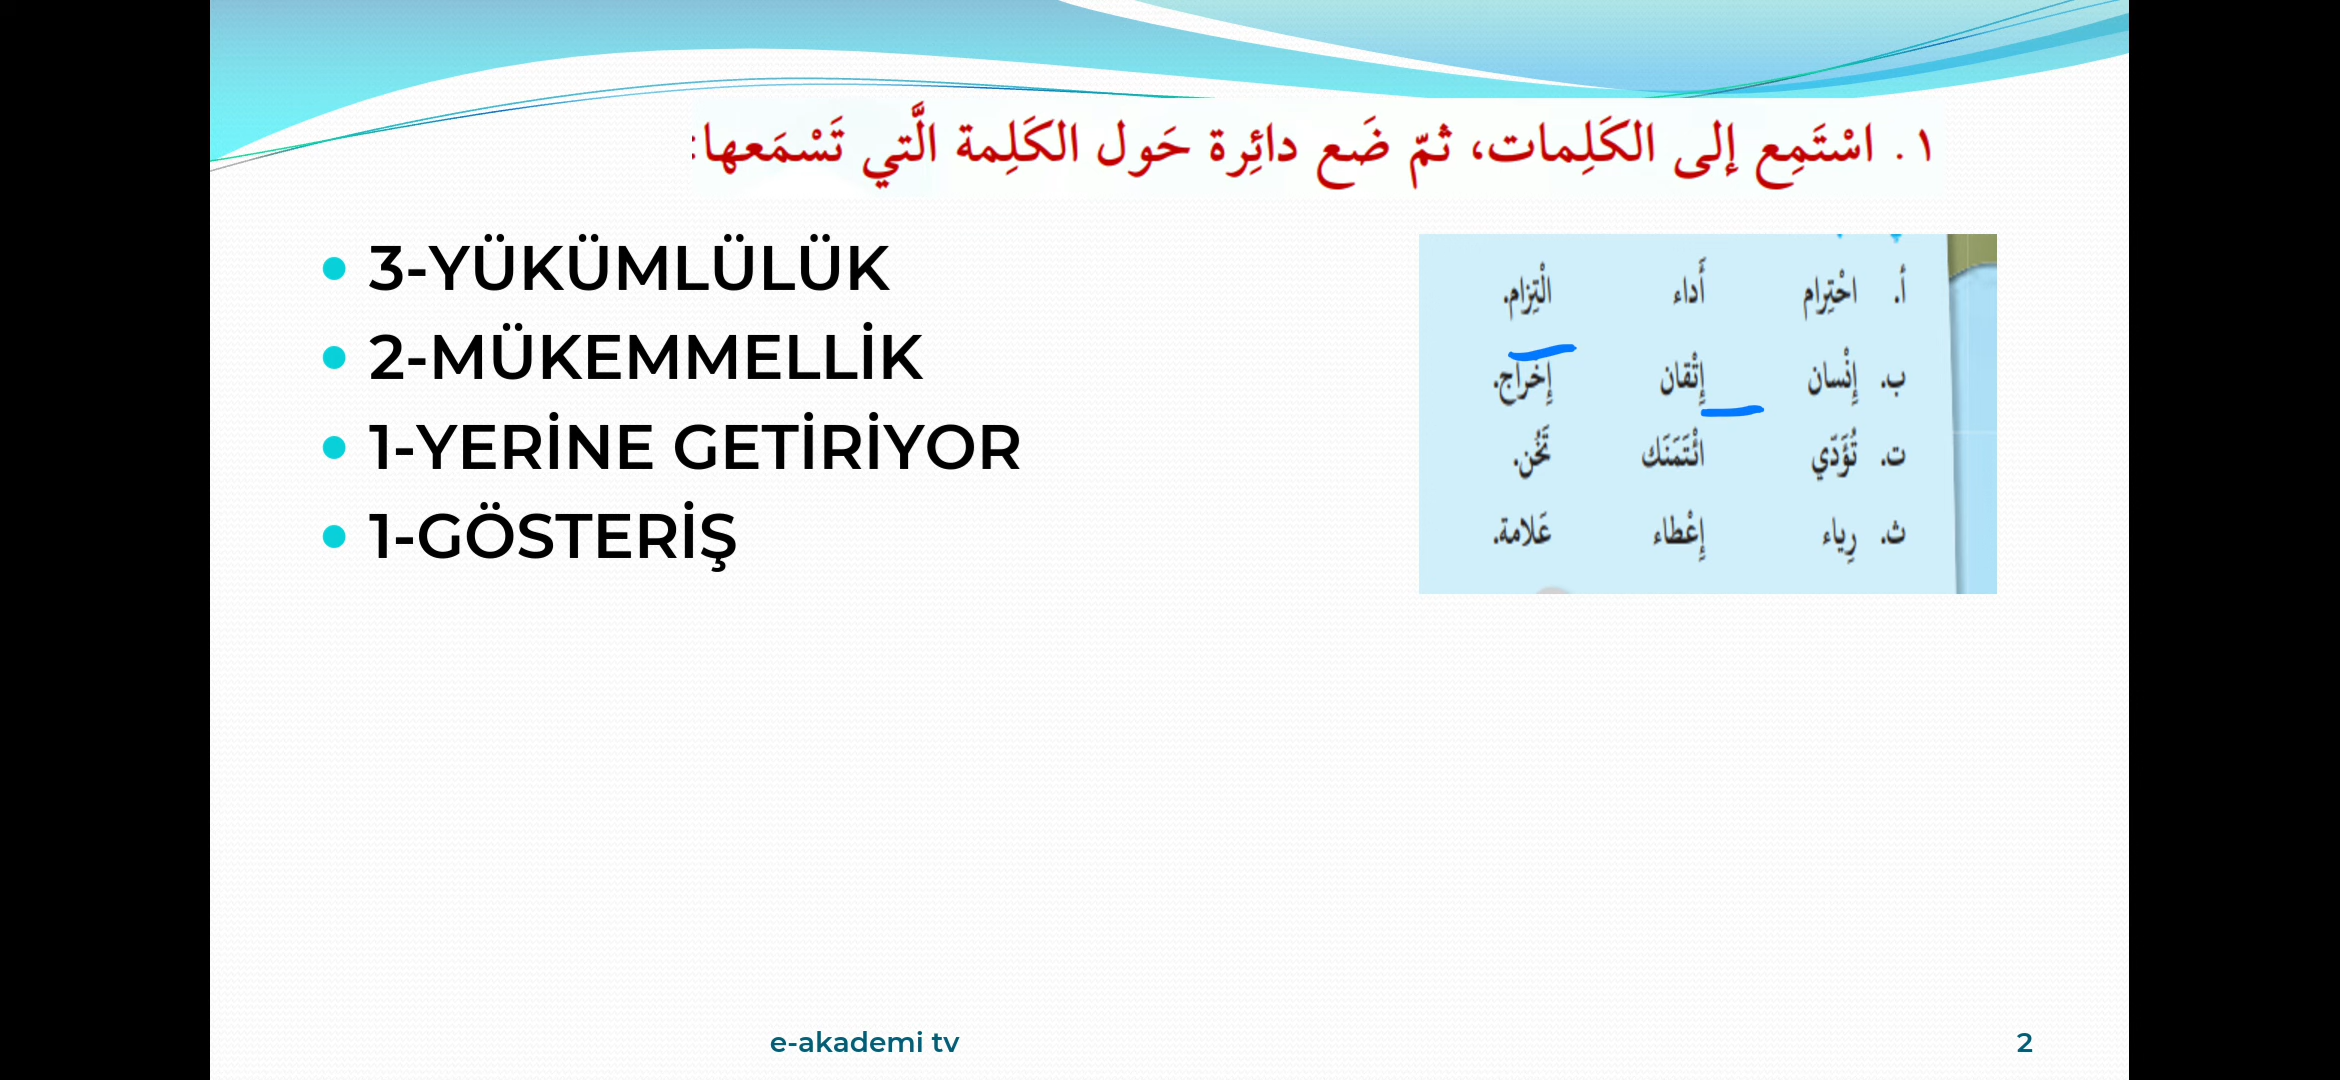 ١. اسْتَمِع إلى الكَلِمات، ثمّ ضَع دائِرة حَول الكَلِمة الَّتي تَسْمَعها:
• 3-YÜKÜMLÜLÜK
• 2-MÜKEMMELLİK
• 1-YERİNE GETİRİYOR
• 1-GÖSTERİŞ
أ. احْتِرام أَداء الْتِزام.
ب. إِنْسان إِتْقان إِخْراج.
ت. تُؤَدّي ائْتَمَنَك تَخُن.
ث. رِياء إِعْطاء عَلامة.
e-akademi tv
2